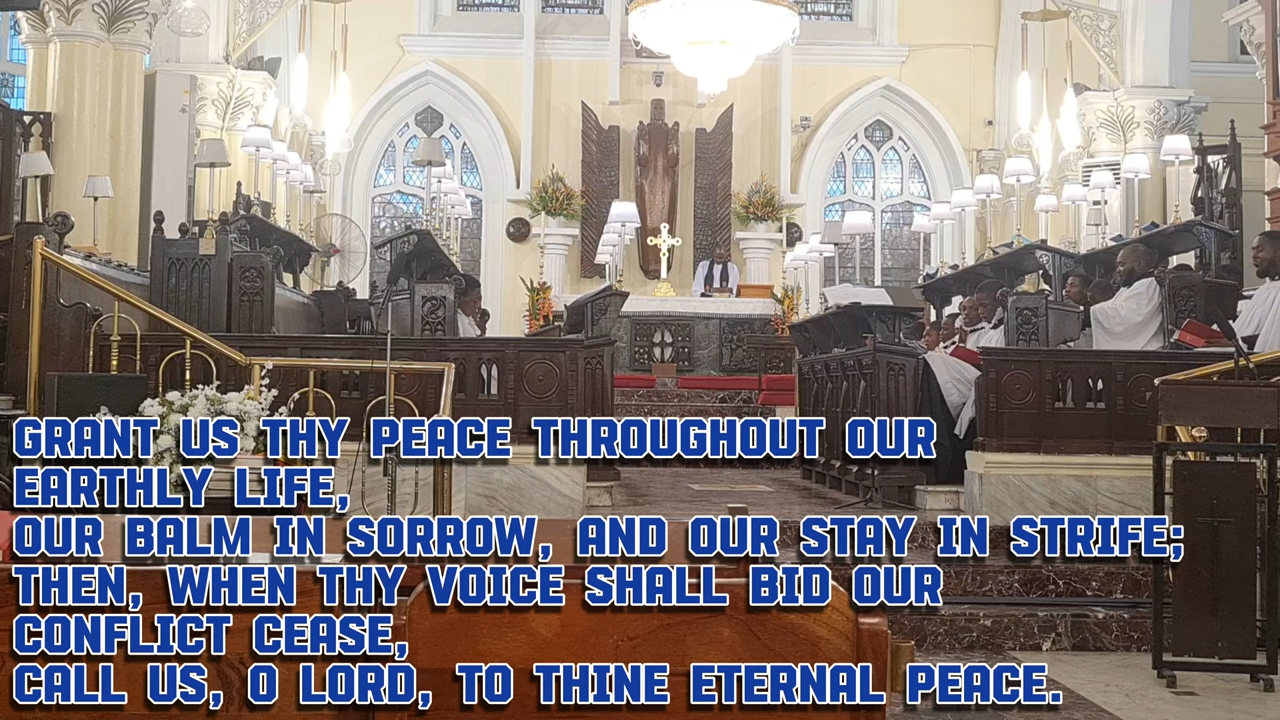 GRANT US THY PEACE THROUGHOUT OUR
EARTHLY LIFE,
OUR BALM IN SORROW, AND OUR STAY IN STRIFE;
THEN, WHEN THY VOICE SHALL BID OUR
CONFLICT CEASE,
CALL US, O LORD, TO THINE ETERNAL PEACE.